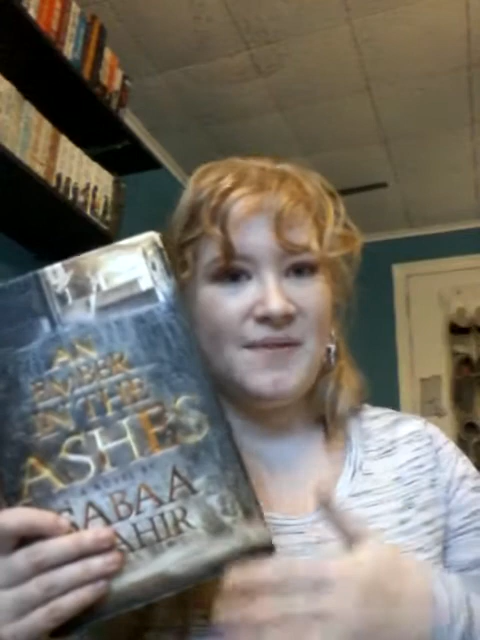 AN
EMBER
IN THE
ASHES
SABAA
TAHIR